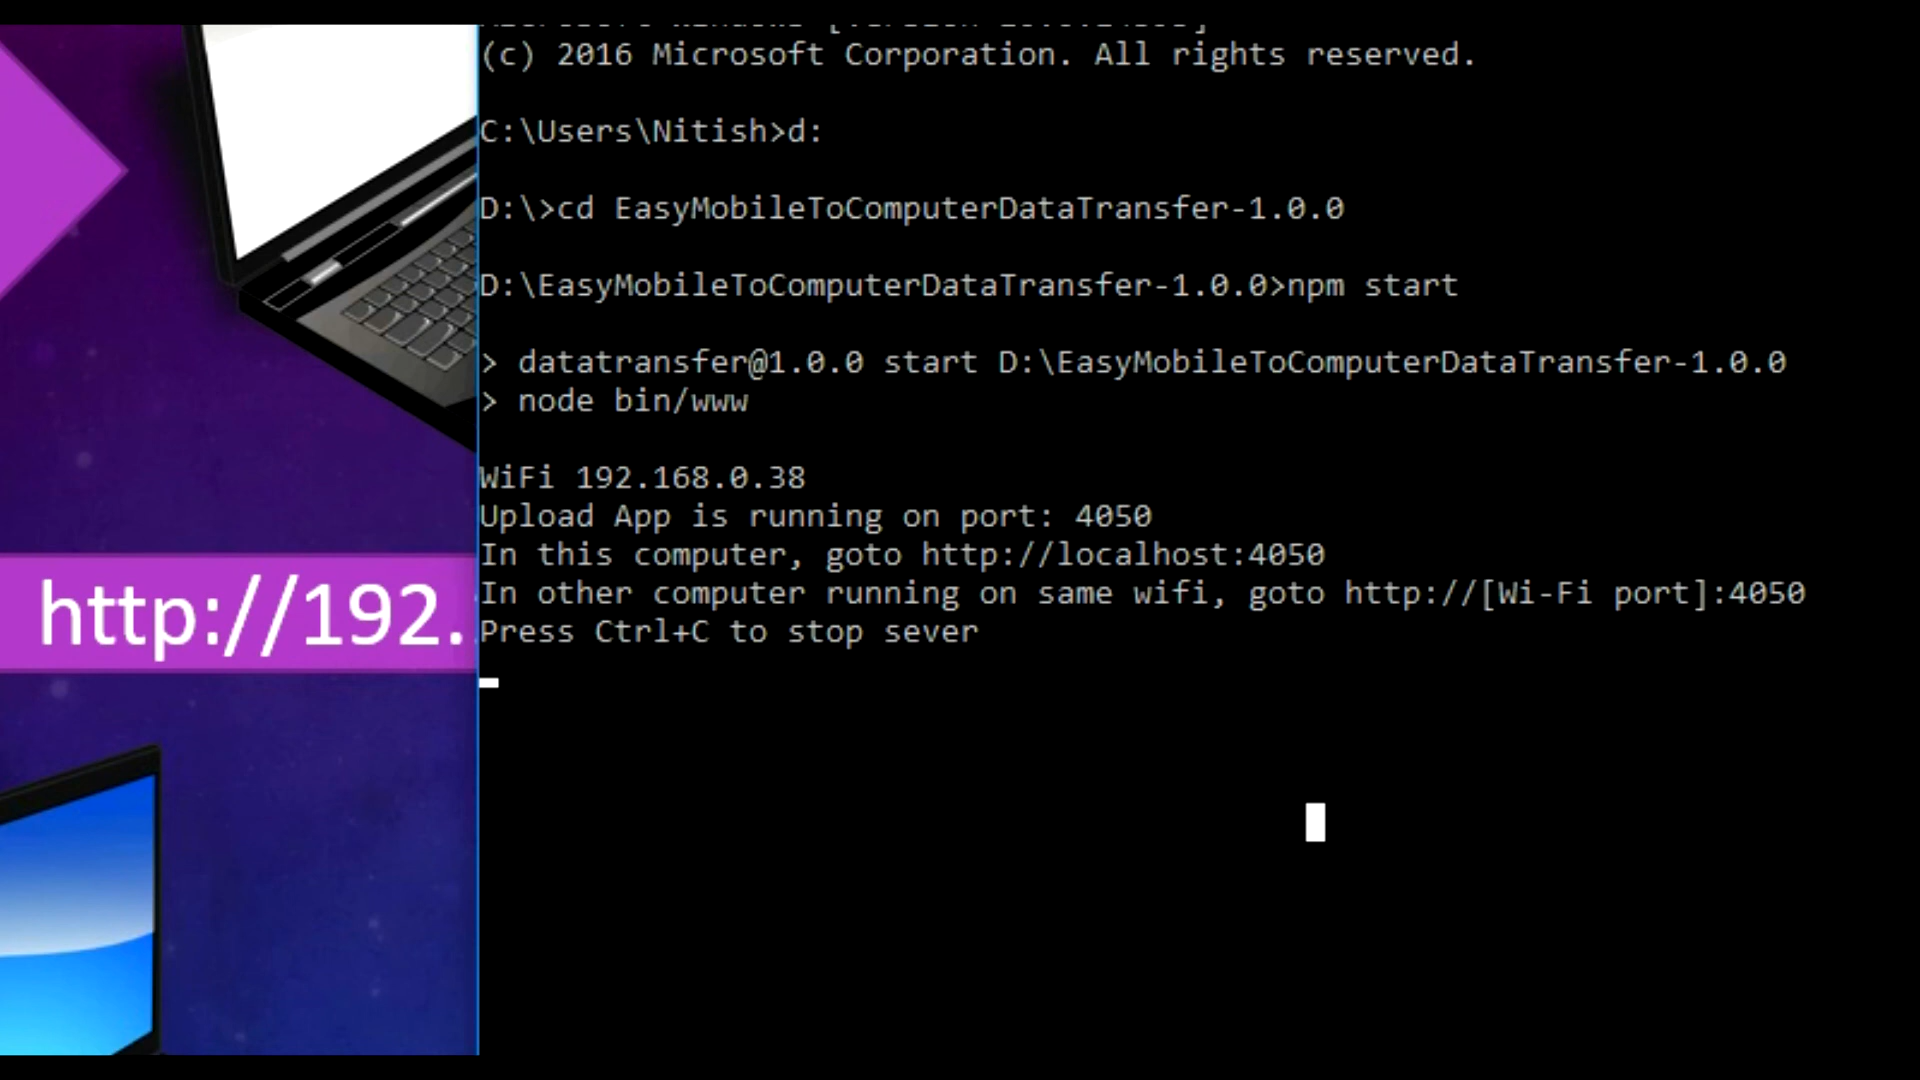 (c) 2016 Microsoft Corporation. All rights reserved.
C:\Users\Nitish>d:
D:\>cd EasyMobileToComputerDataTransfer-1.0.0
D:\EasyMobileToComputerDataTransfer-1.0.0>npm start
> datatransfer@1.0.0 start D:\EasyMobileToComputerDataTransfer-1.0.0
> node bin/www
WiFi 192.168.0.38
Upload App is running on port: 4050
In this computer, goto http://localhost:4050
In other computer running on same wifi, goto http://[Wi-Fi port]:4050
Press Ctrl+C to stop sever
http://192.